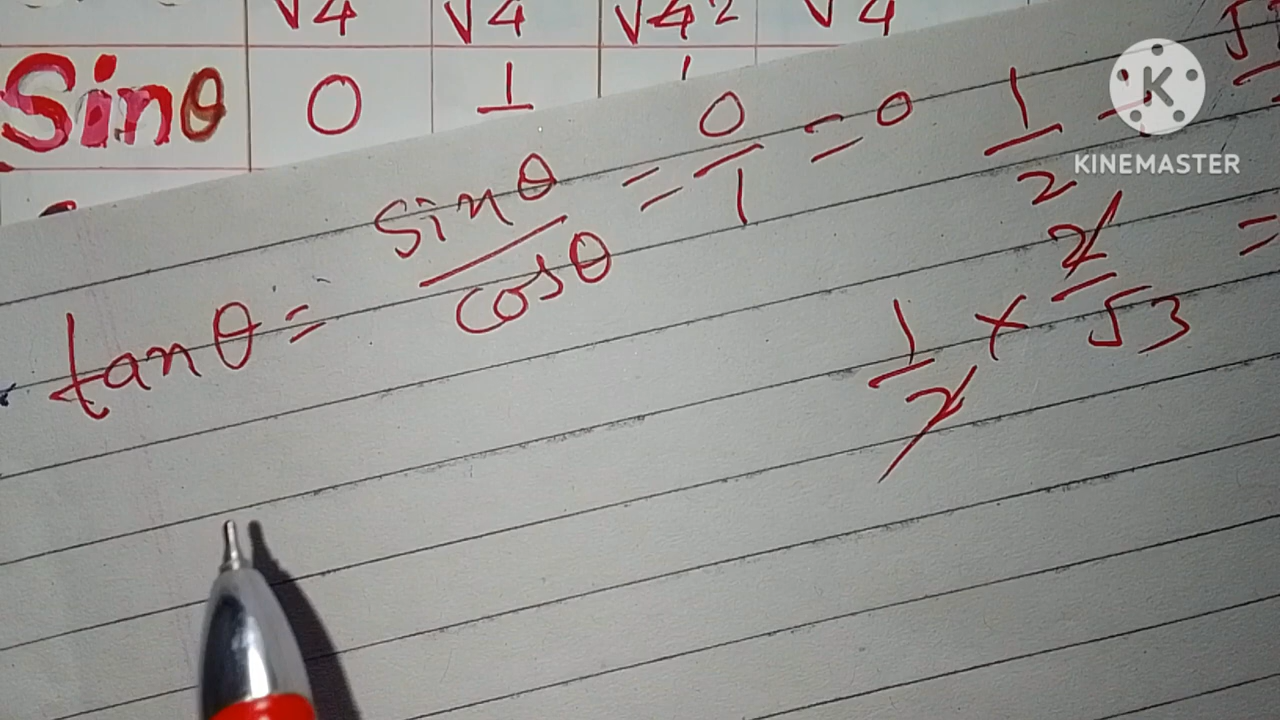 √4 √4 √4 2 √4
Sinθ 0 1 1
tanθ = sinθ/cosθ = 0/1 = 0
1/2 ÷
1/2 × 2/√3 =
KINEMASTER